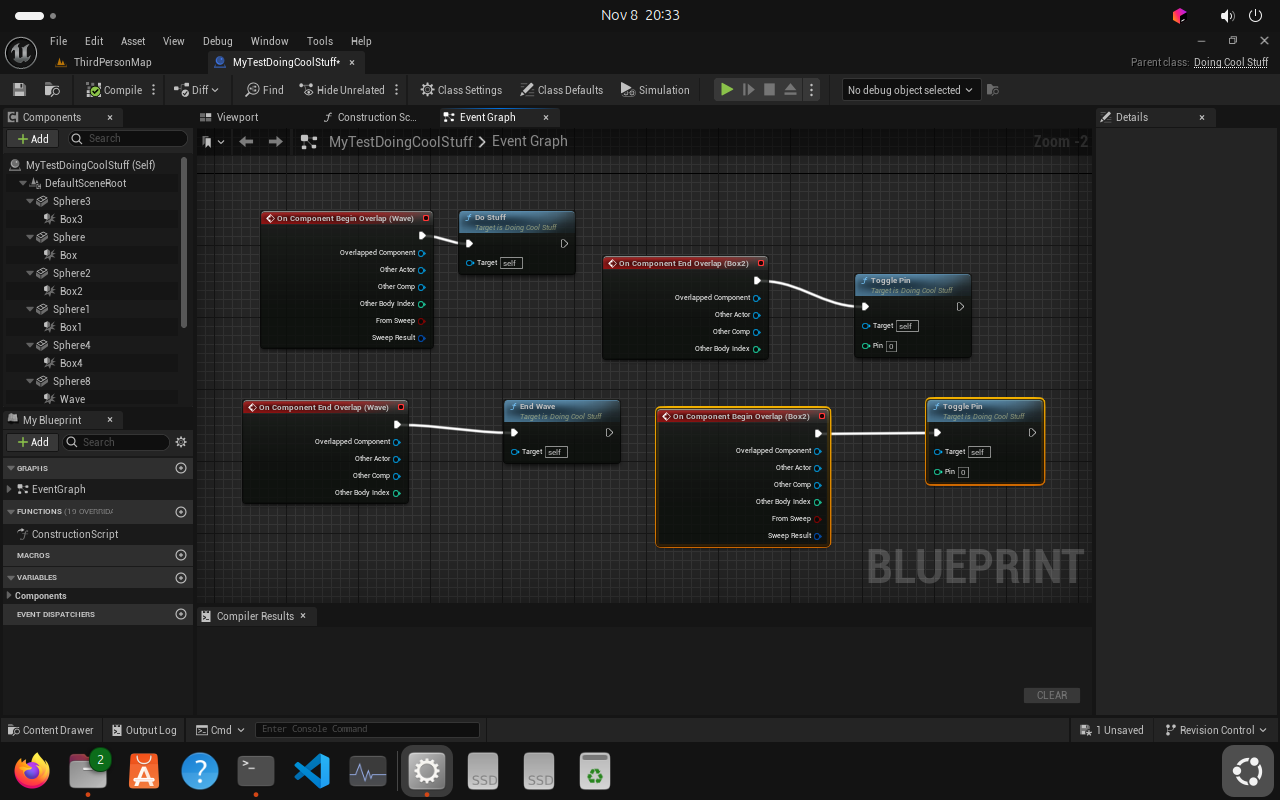 Nov 8 20:33
File Edit Asset View Debug Window Tools Help
ThirdPersonMap
MyTestDoingCoolStuff*
Parent class: Doing Cool Stuff
Compile
Diff
Find
Hide Unrelated
Class Settings
Class Defaults
Simulation
No debug object selected
Components
Add
Search
MyTestDoingCoolStuff (Self)
DefaultSceneRoot
Sphere3
Box3
Sphere
Box
Sphere2
Box2
Sphere1
Box1
Sphere4
Box4
Sphere8
Wave
My Blueprint
Add
Search
GRAPHS
EventGraph
FUNCTIONS (19 OVERRIDA
ConstructionScript
MACROS
VARIABLES
Components
EVENT DISPATCHERS
Viewport
Construction Sc...
EventGraph
MyTestDoingCoolStuff > Event Graph
Zoom -2
On Component Begin Overlap (Wave)
Overlapped Component
Other Actor
Other Comp
Other Body Index
From Sweep
Sweep Result
Do Stuff
Target is Doing Cool Stuff
Target self
On Component End Overlap (Box2)
Overlapped Component
Other Actor
Other Comp
Other Body Index
Toggle Pin
Target is Doing Cool Stuff
Target self
Pin 0
On Component End Overlap (Wave)
Overlapped Component
Other Actor
Other Comp
Other Body Index
End Wave
Target is Doing Cool Stuff
Target self
On Component Begin Overlap (Box2)
Overlapped Component
Other Actor
Other Comp
Other Body Index
From Sweep
Sweep Result
Toggle Pin
Target is Doing Cool Stuff
Target self
Pin 0
BLUEPRINT
Compiler Results
CLEAR
Details
Content Drawer
Output Log
Cmd
Enter Console Command
1 Unsaved
Revision Control
2
SSD
SSD